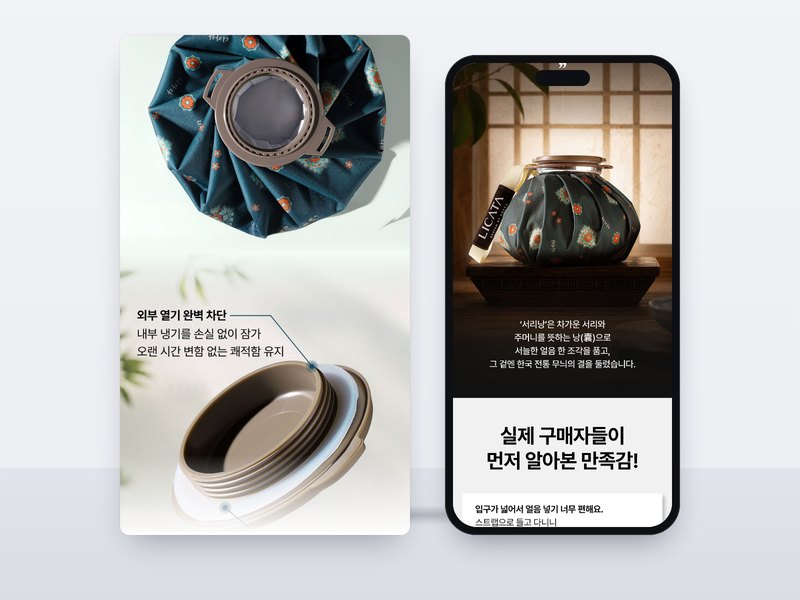 외부 열기 완벽 차단
내부 냉기를 손실 없이 잠가
오랜 시간 변함 없는 쾌적함 유지
”
LICATA
‘서리낭’은 차가운 서리와
주머니를 뜻하는 낭(囊)으로
서늘한 얼음 한 조각을 품고,
그 겉엔 한국 전통 무늬의 결을 둘렀습니다.
실제 구매자들이
먼저 알아본 만족감!
입구가 넓어서 얼음 넣기 너무 편해요.
스트랩으로 들고 다니니